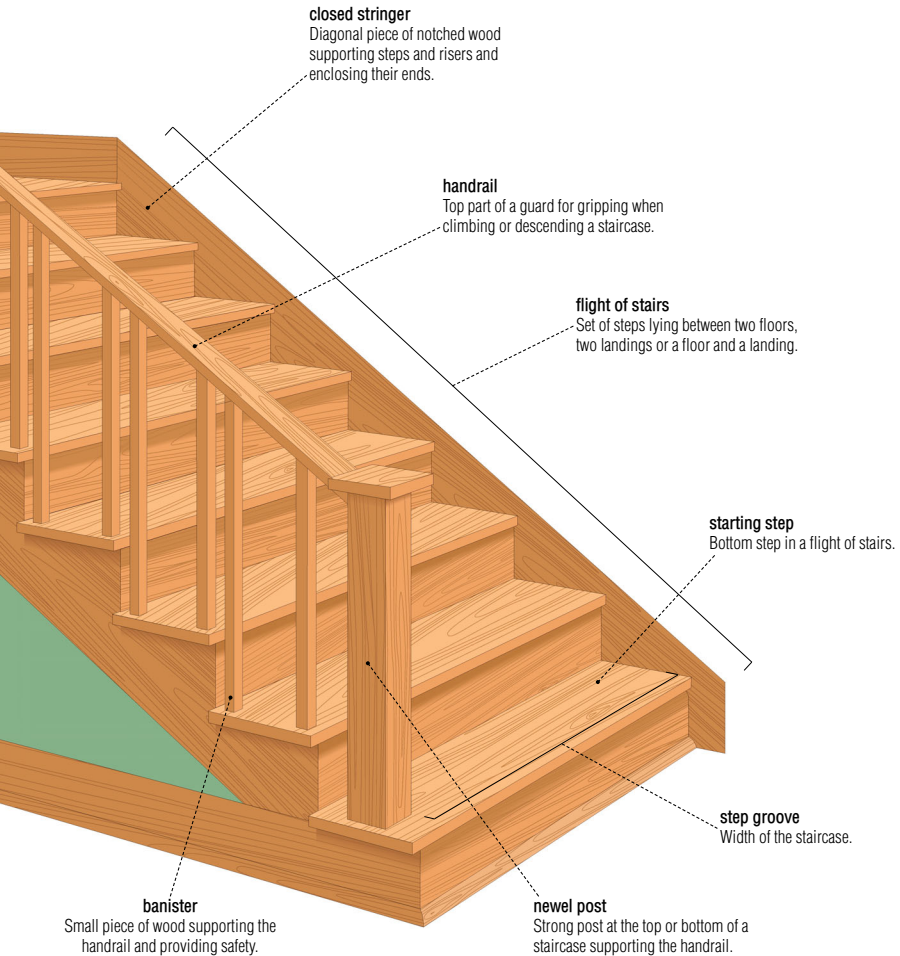 closed stringer
Diagonal piece of notched wood
supporting steps and risers and
enclosing their ends.
handrail
Top part of a guard for gripping when
climbing or descending a staircase.
flight of stairs
Set of steps lying between two floors,
two landings or a floor and a landing.
starting step
Bottom step in a flight of stairs.
step groove
Width of the staircase.
banister
Small piece of wood supporting the
handrail and providing safety.
newel post
Strong post at the top or bottom of a
staircase supporting the handrail.